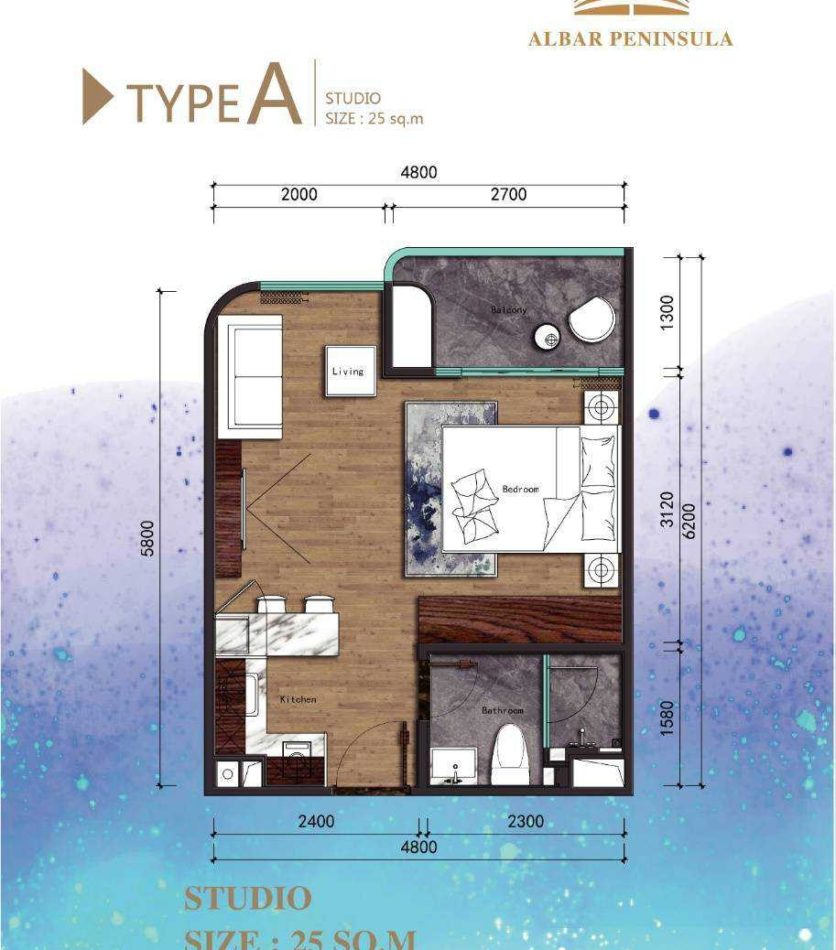 ALBAR PENINSULA
TYPE A
STUDIO
SIZE : 25 sq.m
4800
2000
2700
Balcony
1300
Living
Bedroom
5800
3120
6200
Kitchen
Bathroom
1580
2400
2300
4800
STUDIO
SIZE : 25 SQ.M